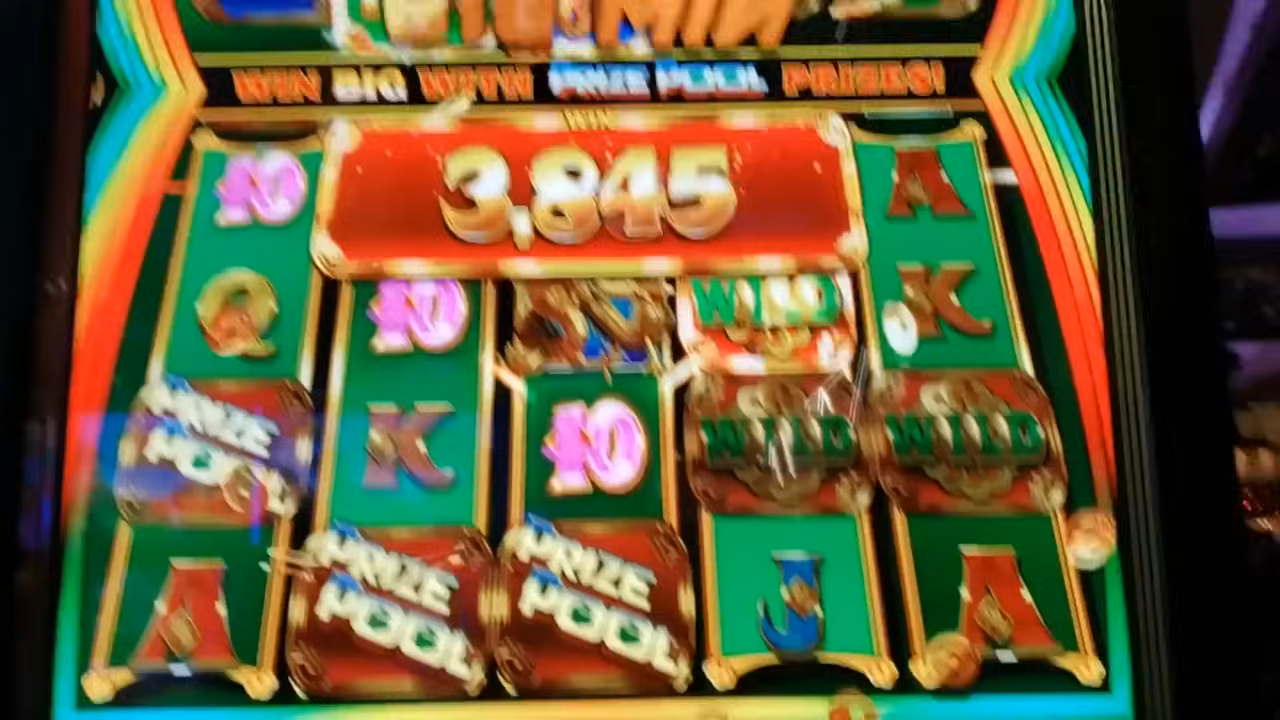 WIN BIG WITH PRIZE POOL PRIZES!
WIN
3,845
10
A
Q
10
WILD
K
PRIZE
POOL
K
10
WILD
WILD
A
PRIZE
POOL
PRIZE
POOL
J
A